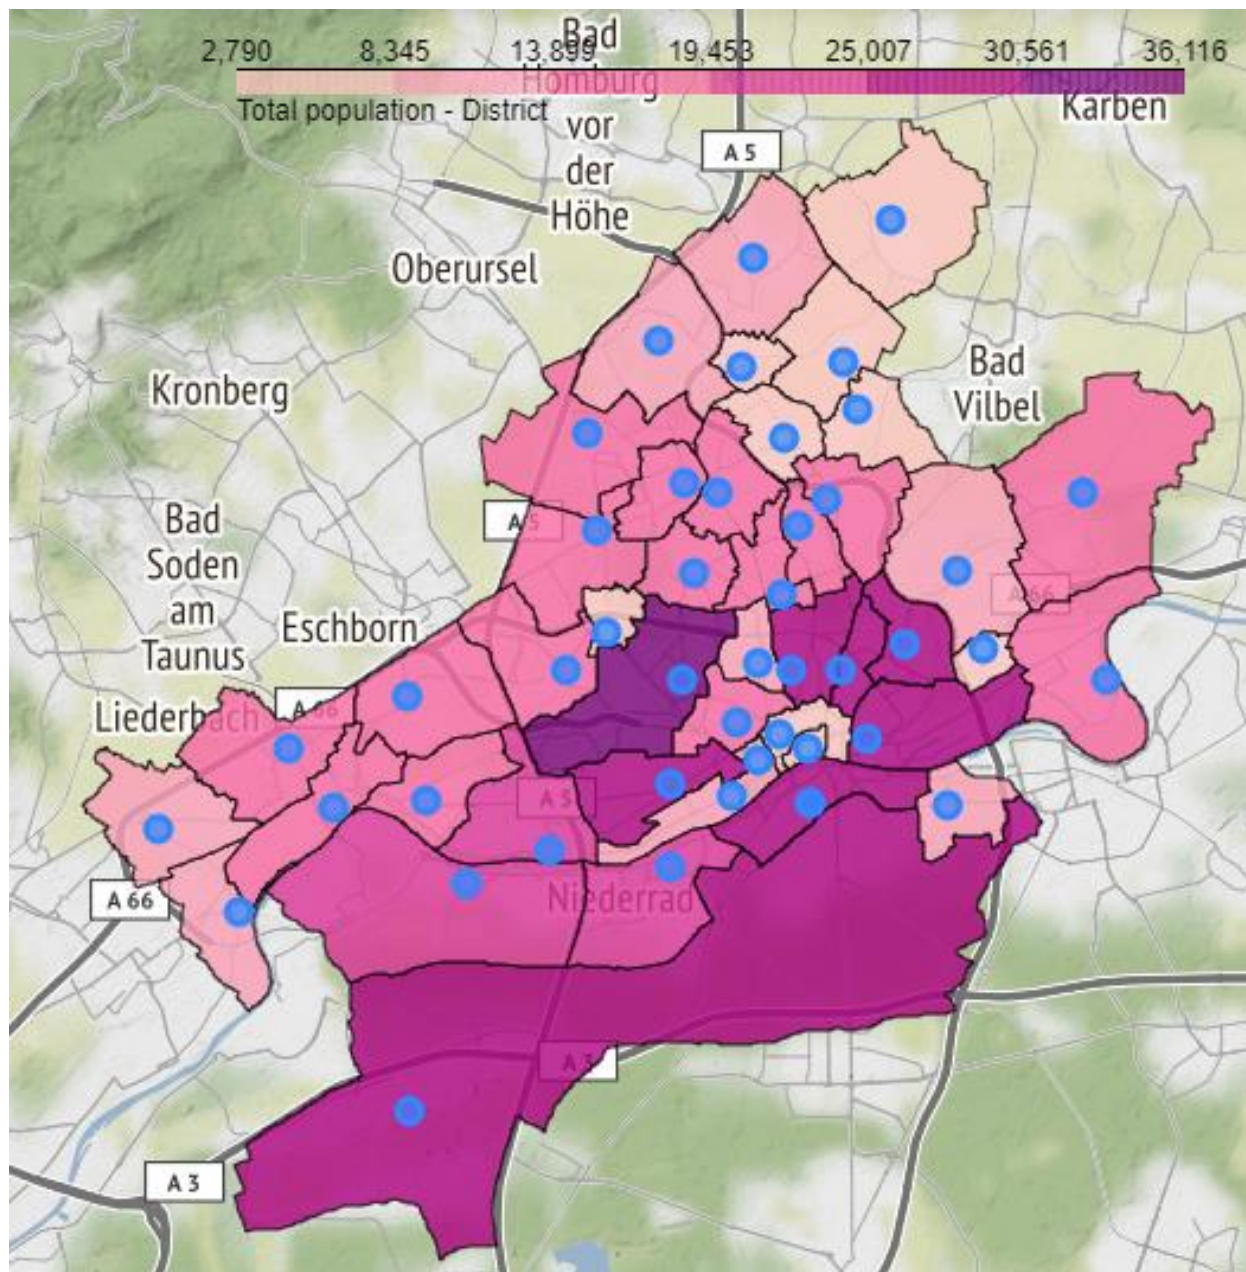 Bad
2,790 8,345 13,899 19,453 25,007 30,561 36,116
Homburg
Total population - District
Karben
vor
A 5
der
Höhe
Oberursel
Kronberg
Bad
Vilbel
Bad
Soden
am
Taunus
A 5
Eschborn
A 66
Liederbach
A 66
A 5
A 66
Niederrad
A 3
A 3